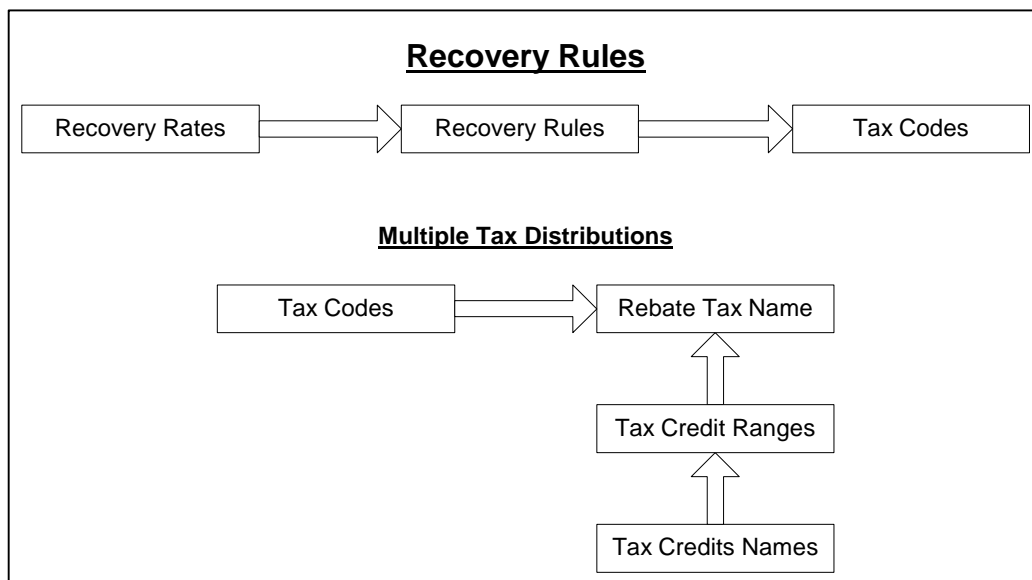 Recovery Rules
Recovery Rates
Recovery Rules
Tax Codes
Multiple Tax Distributions
Tax Codes
Rebate Tax Name
Tax Credit Ranges
Tax Credits Names